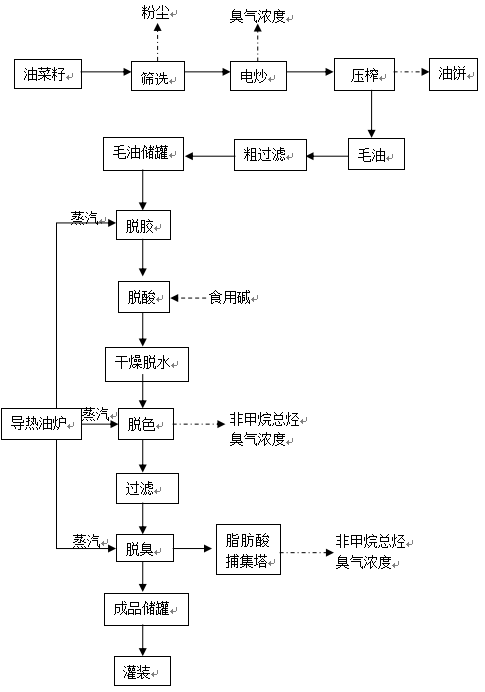 粉尘
臭气浓度
油菜籽
筛选
电炒
压榨
油饼
毛油储罐
粗过滤
毛油
蒸汽
脱胶
脱酸
食用碱
干燥脱水
导热油炉
蒸汽
脱色
非甲烷总烃
臭气浓度
过滤
蒸汽
脱臭
脂肪酸
捕集塔
非甲烷总烃
臭气浓度
成品储罐
灌装